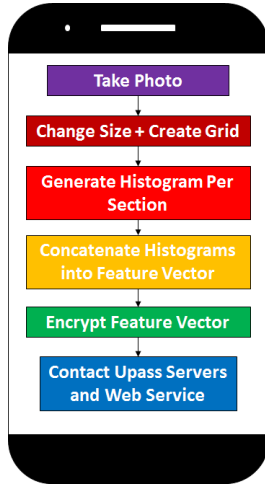 Take Photo
Change Size + Create Grid
Generate Histogram Per
Section
Concatenate Histograms
into Feature Vector
Encrypt Feature Vector
Contact Upass Servers
and Web Service